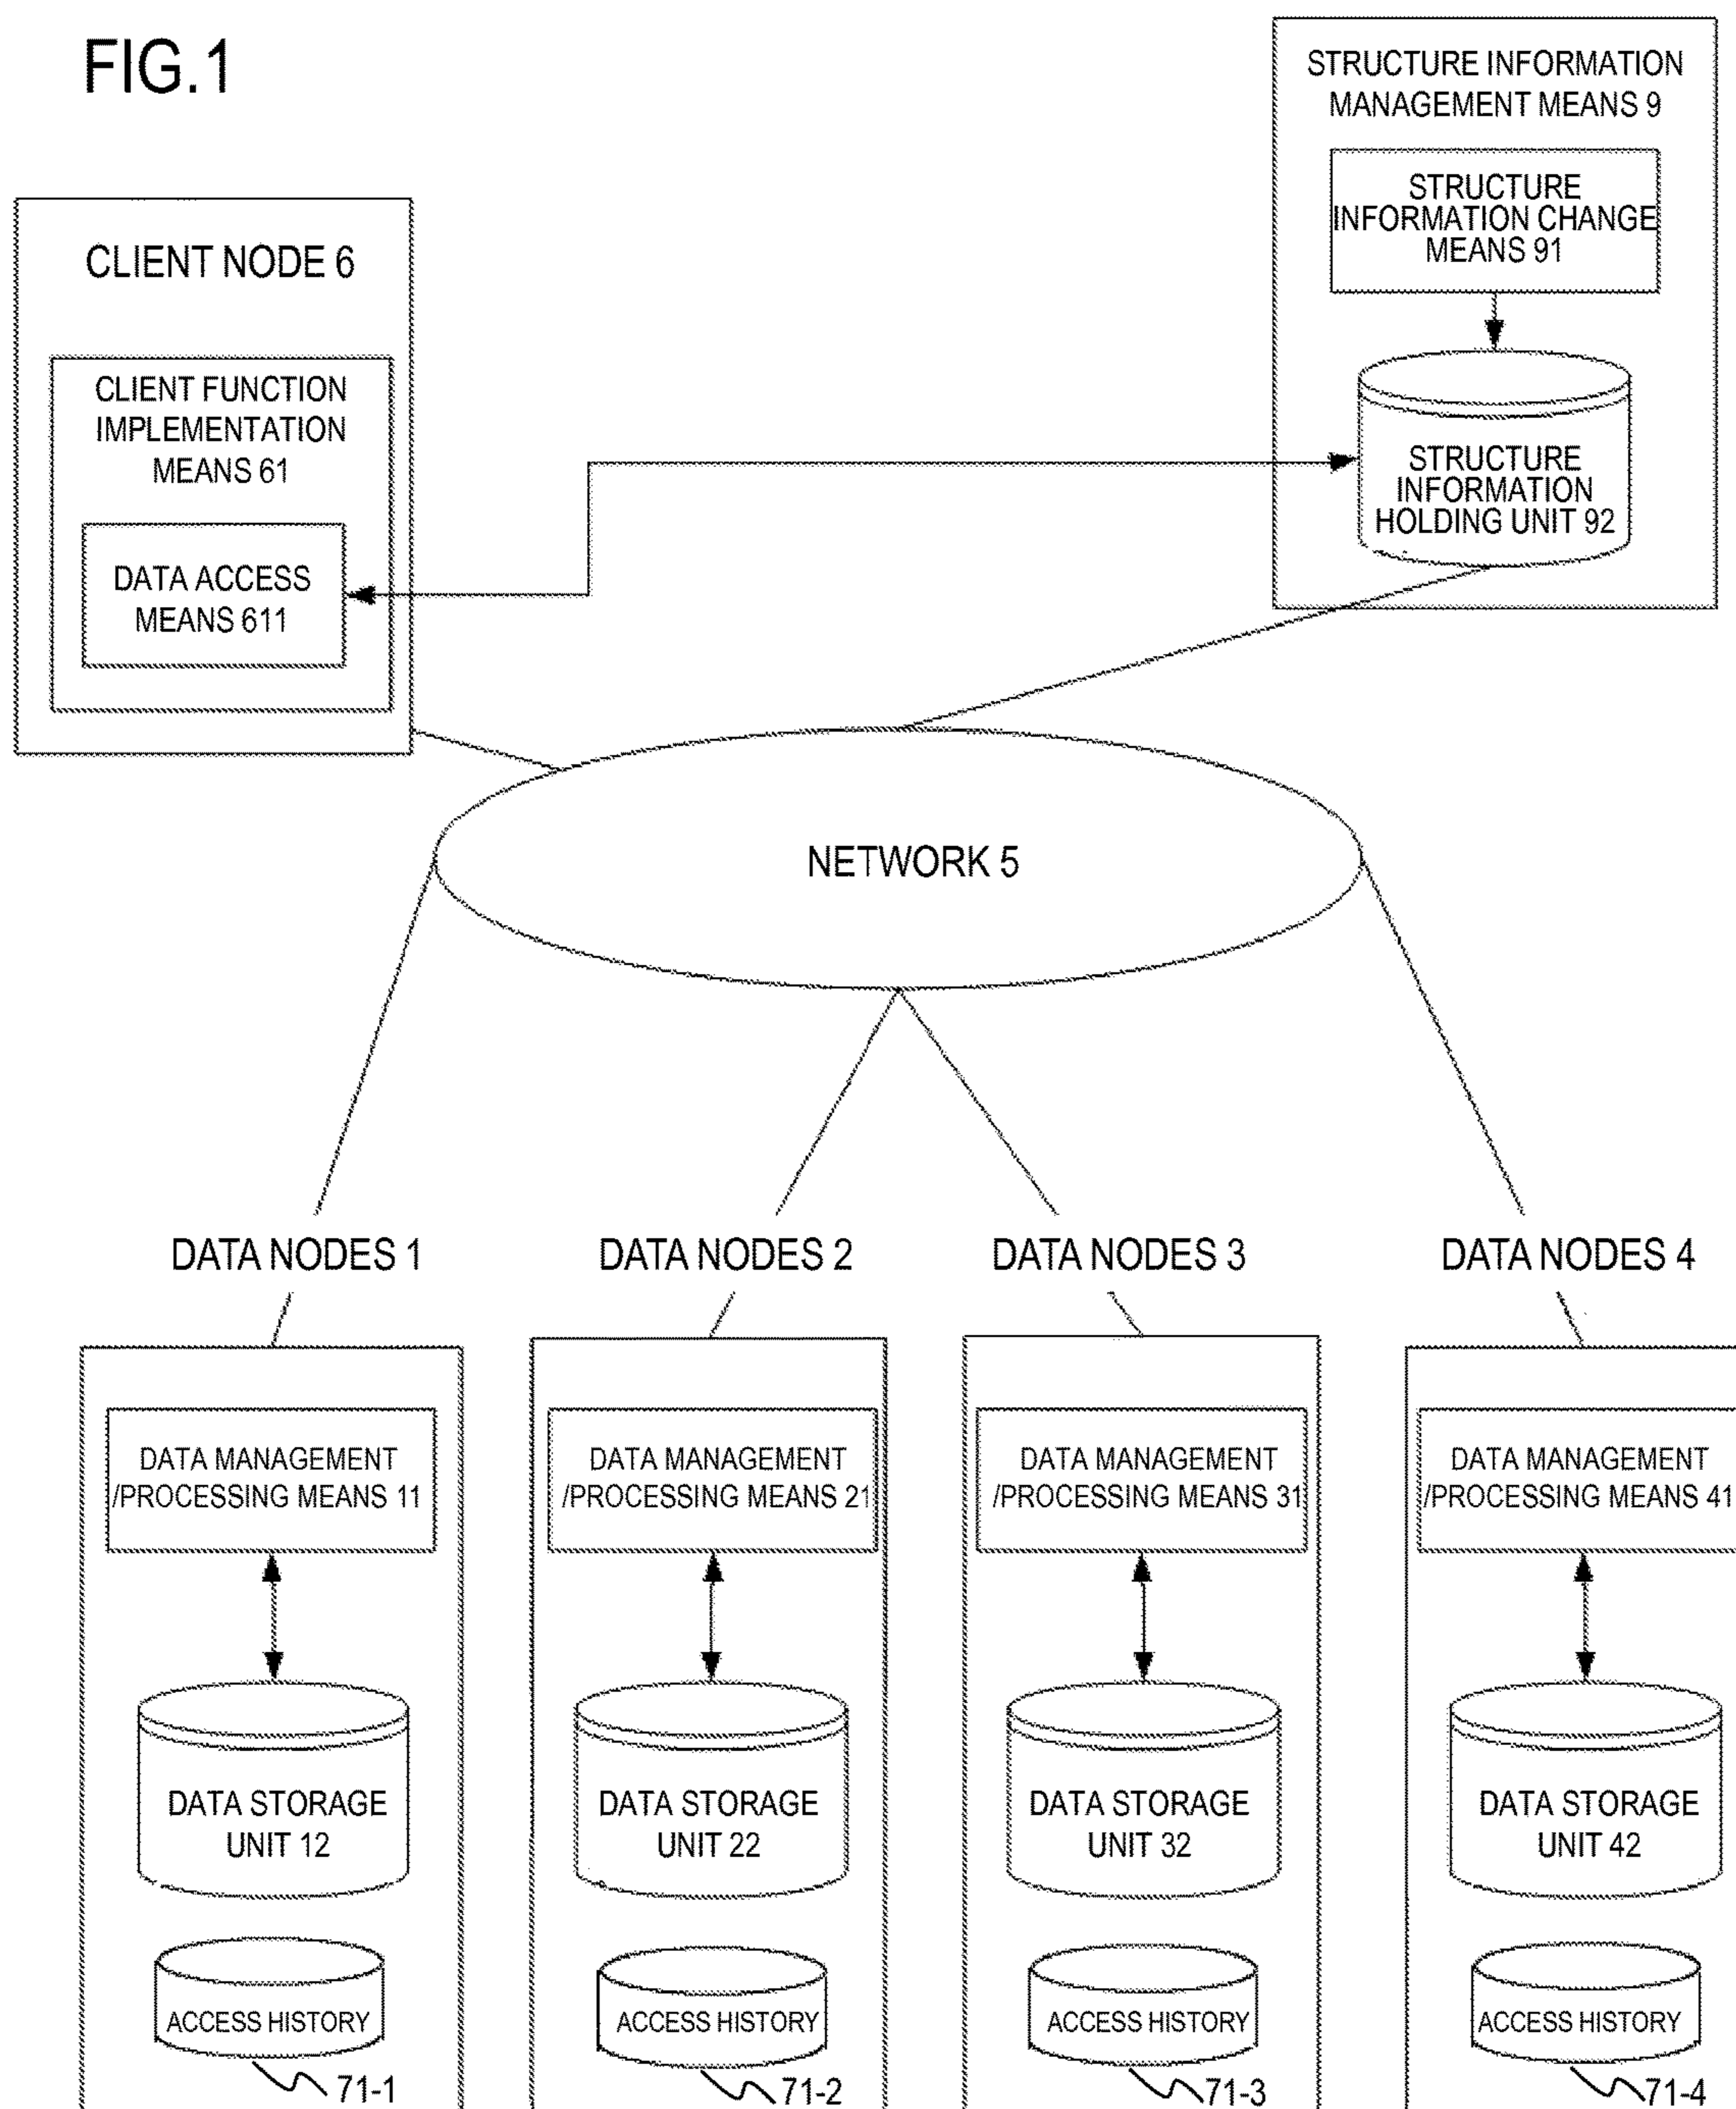 FIG.1
STRUCTURE INFORMATION
MANAGEMENT MEANS 9
STRUCTURE
INFORMATION CHANGE
MEANS 91
STRUCTURE
INFORMATION
HOLDING UNIT 92
CLIENT NODE 6
CLIENT FUNCTION
IMPLEMENTATION
MEANS 61
DATA ACCESS
MEANS 611
NETWORK 5
DATA NODES 1
DATA NODES 2
DATA NODES 3
DATA NODES 4
DATA MANAGEMENT
/PROCESSING MEANS 11
DATA MANAGEMENT
/PROCESSING MEANS 21
DATA MANAGEMENT
/PROCESSING MEANS 31
DATA MANAGEMENT
/PROCESSING MEANS 41
DATA STORAGE
UNIT 12
DATA STORAGE
UNIT 22
DATA STORAGE
UNIT 32
DATA STORAGE
UNIT 42
ACCESS HISTORY
ACCESS HISTORY
ACCESS HISTORY
ACCESS HISTORY
71-1
71-2
71-3
71-4